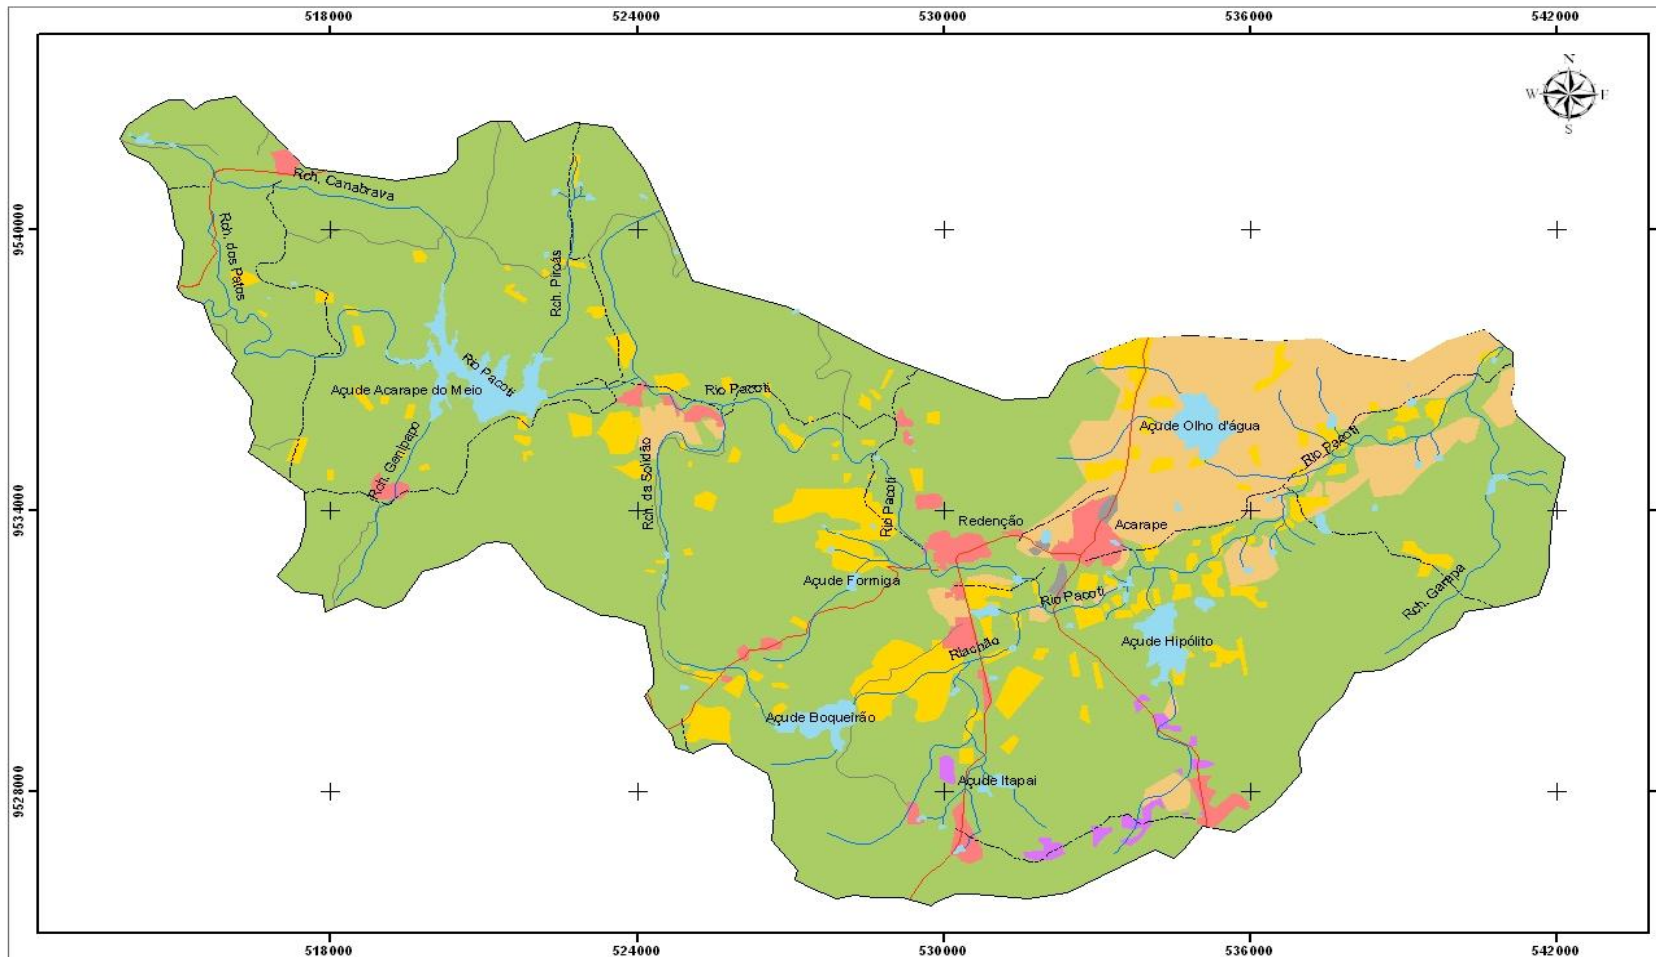 518000 524000 530000 536000 542000
N
W E
S
Rch. Canabrava
9540000
Rch. dos Patos
Rch. Piroás
Rio Pacoti
Açude Acarape do Meio
Rio Pacoti
Açude Olho d'água
Rch. Genipapo
Rch. da Solidão
Rio Pacoti
Rio Pacoti
9534000
Redenção
Acarape
Açude Formiga
Rio Pacoti
Rch. Garapa
Riachão
Açude Hipólito
Açude Boqueirão
Açude Itapai
9528000
518000 524000 530000 536000 542000